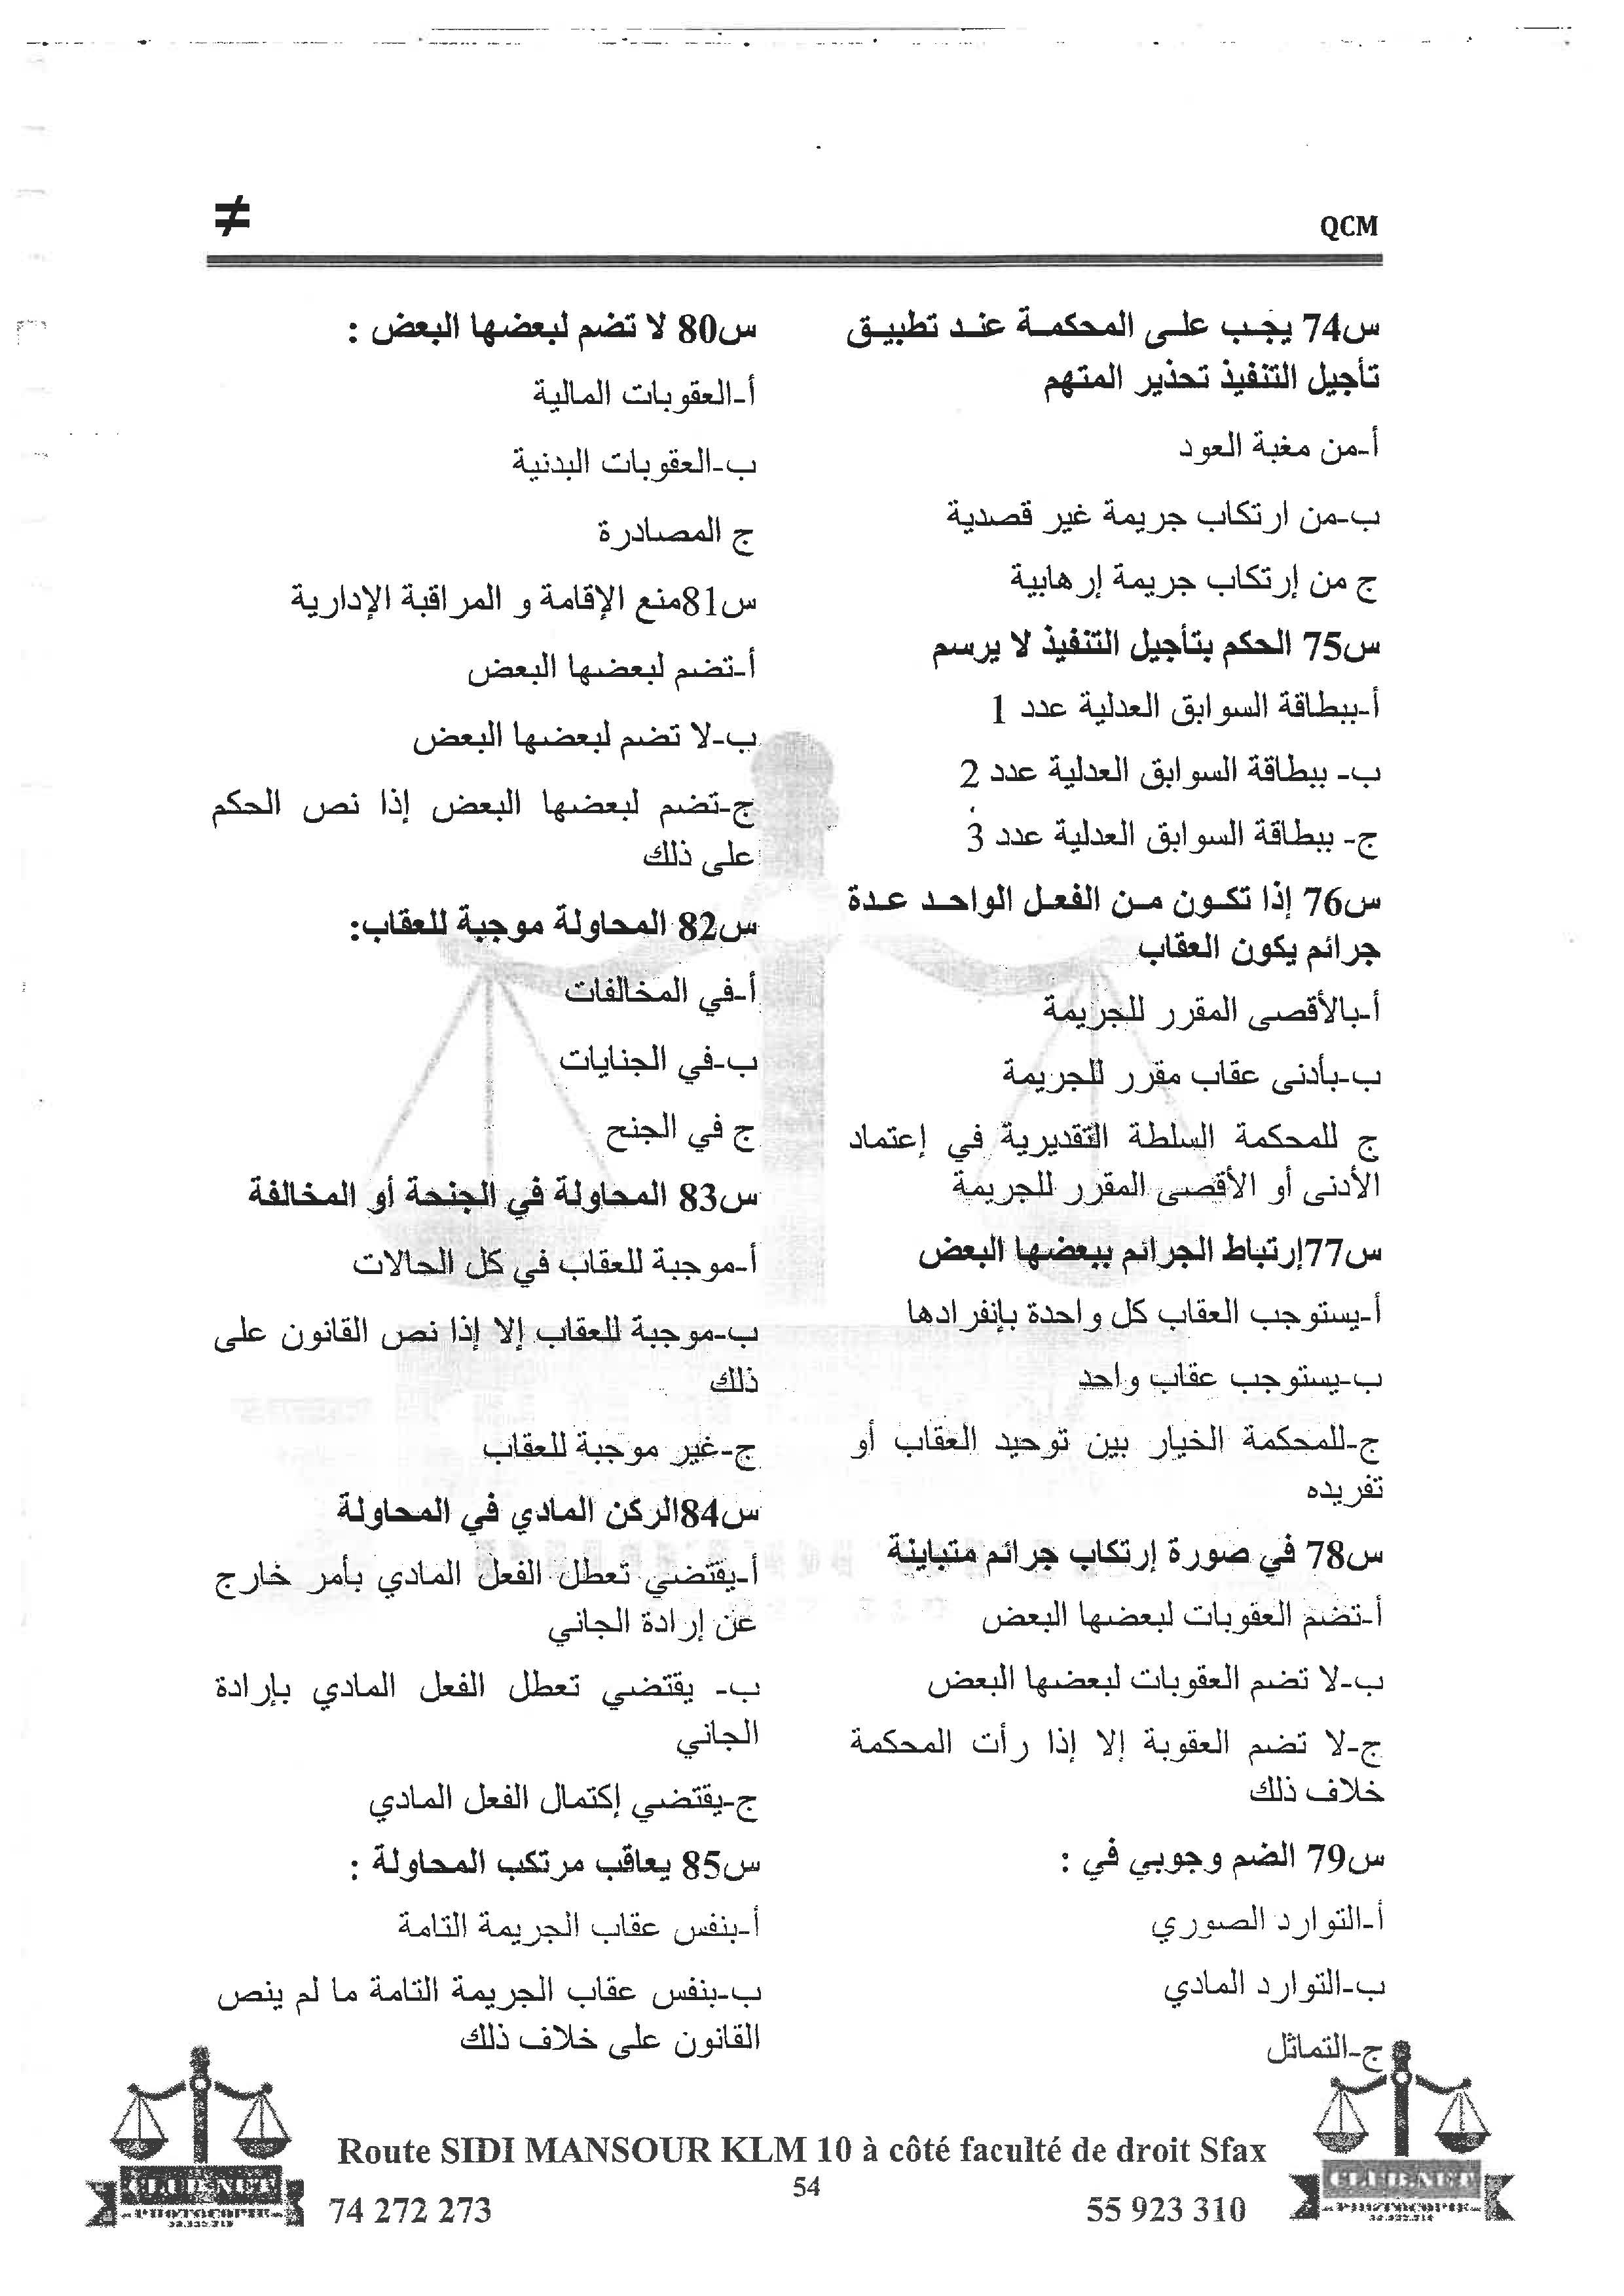 QCM
≠
س74 يجب على المحكمة عند تطبيق
تأجيل التنفيذ تحذير المتهم
أ-من مغبة العود
ب-من ارتكاب جريمة غير قصدية
ج من إرتكاب جريمة إرهابية
س75 الحكم بتأجيل التنفيذ لا يرسم
أ-ببطاقة السوابق العدلية عدد 1
ب- ببطاقة السوابق العدلية عدد 2
ج- ببطاقة السوابق العدلية عدد 3
س76 إذا تكون من الفعل الواحد عدة
جرائم يكون العقاب
أ-بالأقصى المقرر للجريمة
ب-بأدنى عقاب مقرر للجريمة
ج للمحكمة السلطة التقديرية في إعتماد
الأدنى أو الأقصى المقرر للجريمة
س77إرتباط الجرائم ببعضها البعض
أ-يستوجب العقاب كل واحدة بإنفرادها
ب-يستوجب عقاب واحد
ج-للمحكمة الخيار بين توحيد العقاب أو
تفريده
س78 في صورة إرتكاب جرائم متباينة
أ-تضم العقوبات لبعضها البعض
ب-لا تضم العقوبات لبعضها البعض
ج-لا تضم العقوبة إلا إذا رأت المحكمة
خلاف ذلك
س79 الضم وجوبي في :
أ-التوارد الصوري
ب-التوارد المادي
ج-التماثل
س80 لا تضم لبعضها البعض :
أ-العقوبات المالية
ب-العقوبات البدنية
ج المصادرة
س81منع الإقامة و المراقبة الإدارية
أ-تضم لبعضها البعض
ب-لا تضم لبعضها البعض
ج-تضم لبعضها البعض إذا نص الحكم
على ذلك
س82 المحاولة موجبة للعقاب:
أ-في المخالفات
ب-في الجنايات
ج في الجنح
س83 المحاولة في الجنحة أو المخالفة
أ-موجبة للعقاب في كل الحالات
ب-موجبة للعقاب إلا إذا نص القانون على
ذلك
ج-غير موجبة للعقاب
س84الركن المادي في المحاولة
أ-يقتضي تعطل الفعل المادي بأمر خارج
عن إرادة الجاني
ب- يقتضي تعطل الفعل المادي بإرادة
الجاني
ج-يقتضي إكتمال الفعل المادي
س85 يعاقب مرتكب المحاولة :
أ-بنفس عقاب الجريمة التامة
ب-بنفس عقاب الجريمة التامة ما لم ينص
القانون على خلاف ذلك
Route SIDI MANSOUR KLM 10 à côté faculté de droit Sfax
54
74 272 273
55 923 310
CLUB.NET
PHOTOCOPIE
CLUB.NET
PHOTOCOPIE